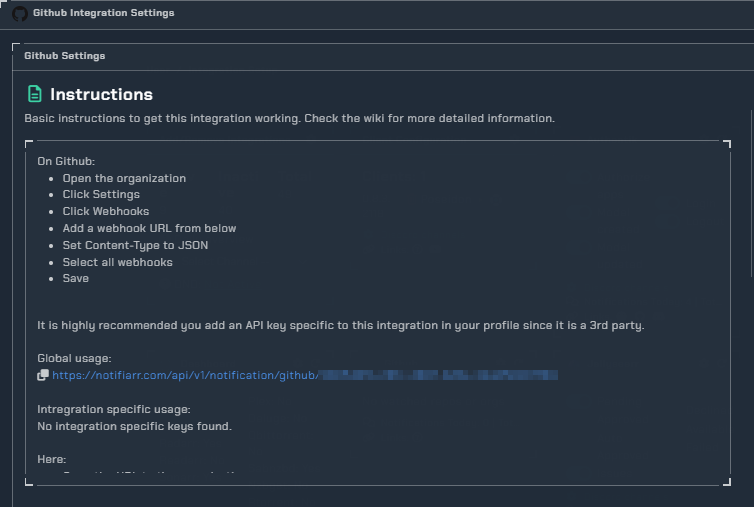 Github Integration Settings
Github Settings
Instructions
Basic instructions to get this integration working. Check the wiki for more detailed information.
On Github:
Open the organization
Click Settings
Click Webhooks
Add a webhook URL from below
Set Content-Type to JSON
Select all webhooks
Save
It is highly recommended you add an API key specific to this integration in your profile since it is a 3rd party.
Global usage:
https://notifiarr.com/api/v1/notification/github/
Intregration specific usage:
No integration specific keys found.
Here: